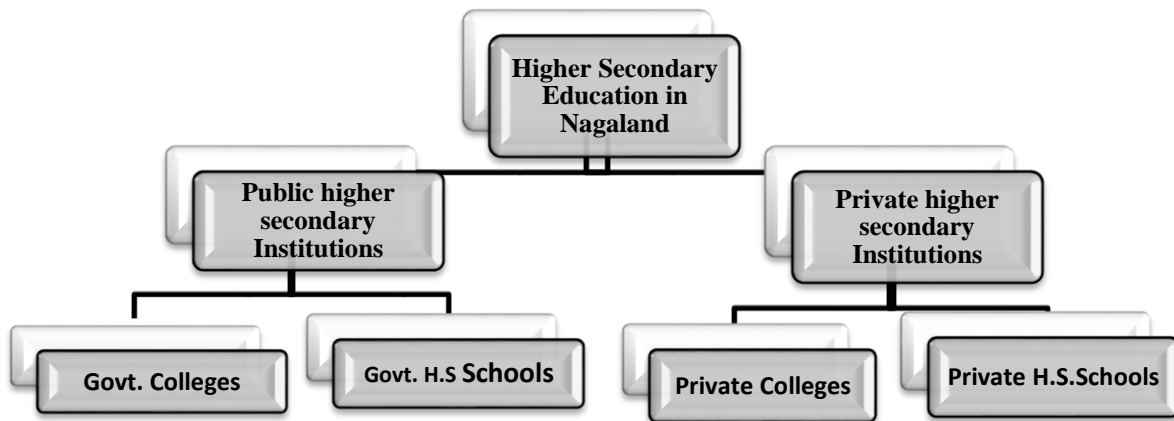 Higher Secondary
Education in
Nagaland
Public higher
secondary
Institutions
Private higher
secondary
Institutions
Govt. Colleges
Govt. H.S Schools
Private Colleges
Private H.S.Schools